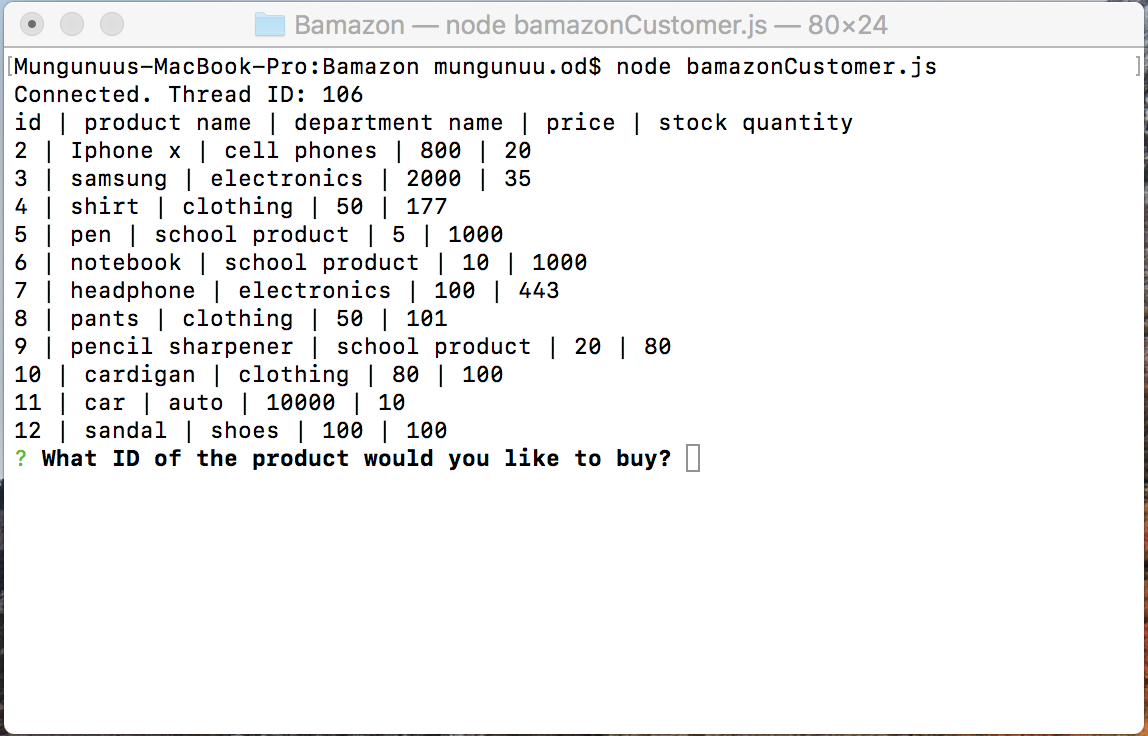 Bamazon — node bamazonCustomer.js — 80×24
[Mungunuus-MacBook-Pro:Bamazon mungunuu.od$ node bamazonCustomer.js ]
Connected. Thread ID: 106
id | product name | department name | price | stock quantity
2 | Iphone x | cell phones | 800 | 20
3 | samsung | electronics | 2000 | 35
4 | shirt | clothing | 50 | 177
5 | pen | school product | 5 | 1000
6 | notebook | school product | 10 | 1000
7 | headphone | electronics | 100 | 443
8 | pants | clothing | 50 | 101
9 | pencil sharpener | school product | 20 | 80
10 | cardigan | clothing | 80 | 100
11 | car | auto | 10000 | 10
12 | sandal | shoes | 100 | 100
? What ID of the product would you like to buy?